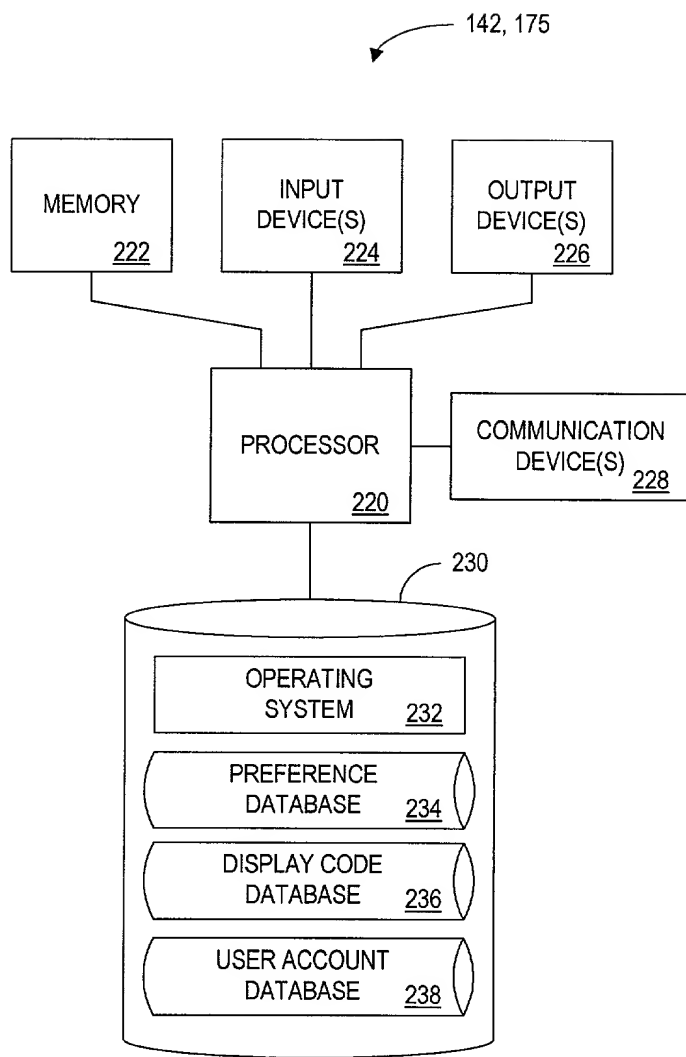 142, 175
MEMORY
222
INPUT
DEVICE(S)
224
OUTPUT
DEVICE(S)
226
PROCESSOR
220
COMMUNICATION
DEVICE(S)
228
230
OPERATING
SYSTEM
232
PREFERENCE
DATABASE
234
DISPLAY CODE
DATABASE
236
USER ACCOUNT
DATABASE
238